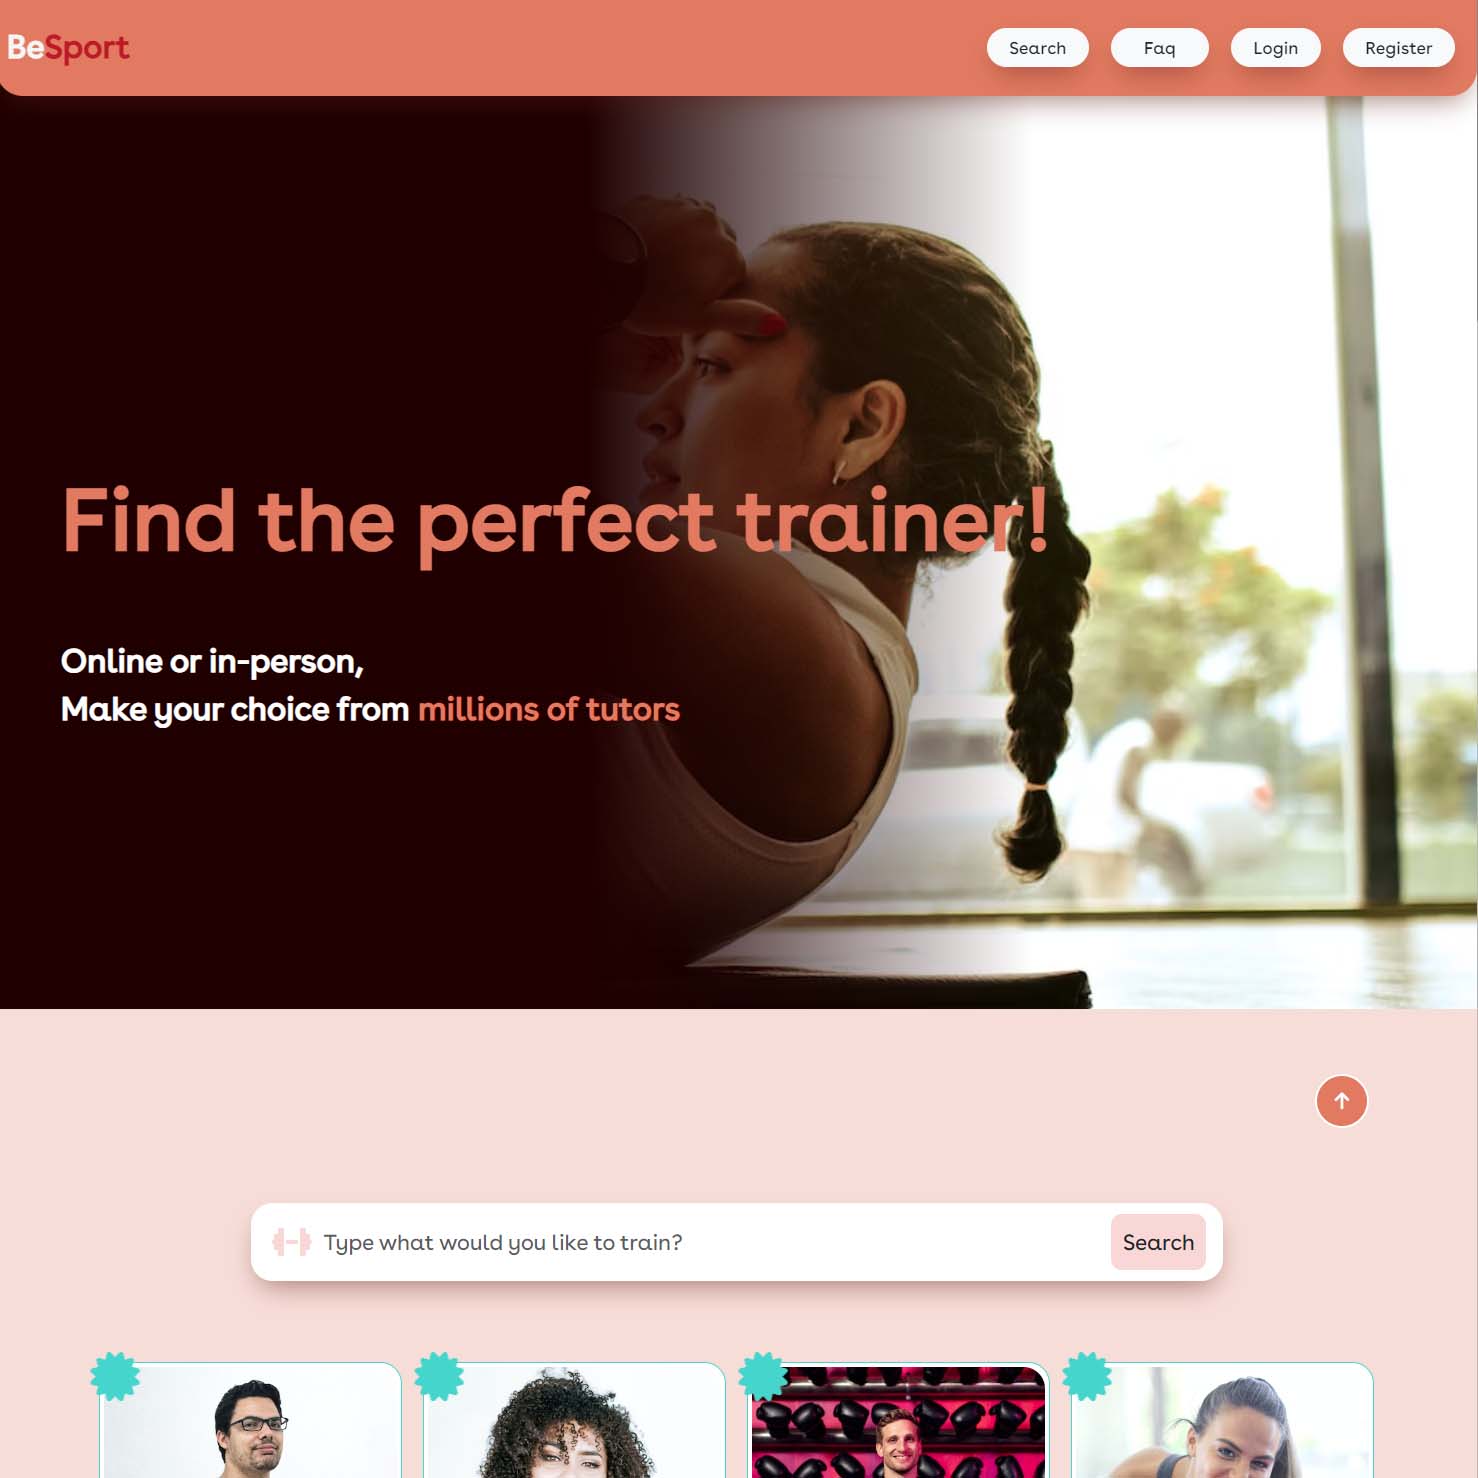 BeSport
Search
Faq
Login
Register
Find the perfect trainer!
Online or in-person,
Make your choice from millions of tutors
Type what would you like to train?
Search